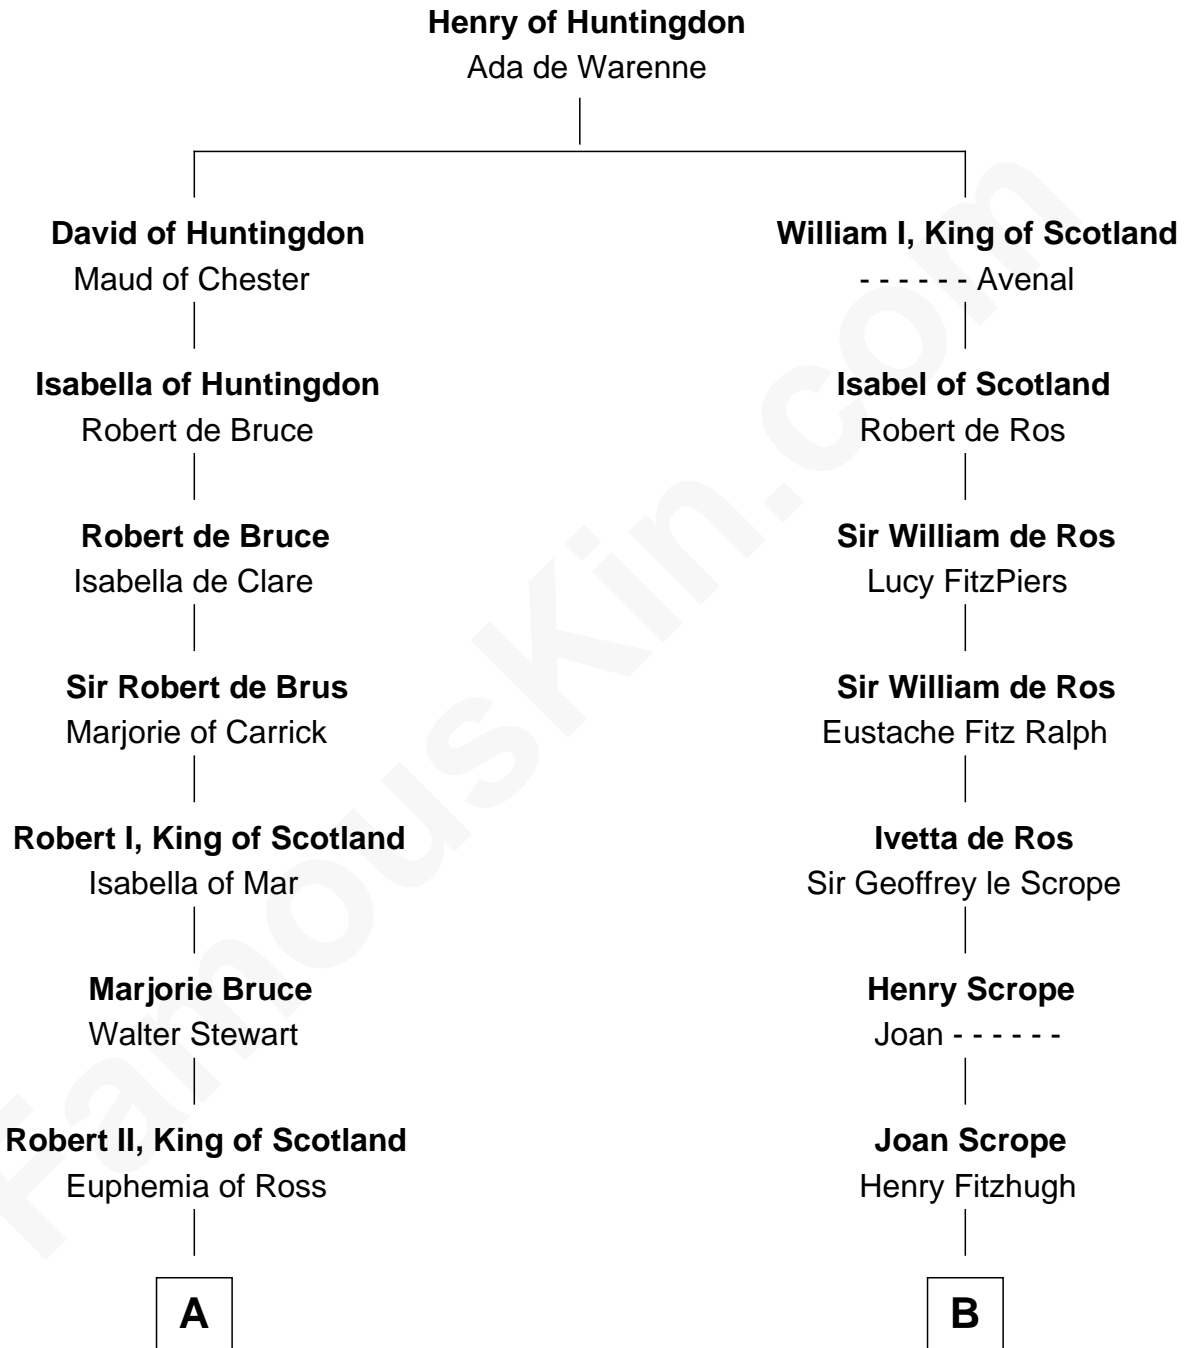 Henry of Huntingdon
Ada de Warenne
David of Huntingdon
Maud of Chester
William I, King of Scotland
- - - - - - Avenal
Isabella of Huntingdon
Robert de Bruce
Isabel of Scotland
Robert de Ros
Robert de Bruce
Isabella de Clare
Sir William de Ros
Lucy FitzPiers
Sir Robert de Brus
Marjorie of Carrick
Sir William de Ros
Eustache Fitz Ralph
Robert I, King of Scotland
Isabella of Mar
Ivetta de Ros
Sir Geoffrey le Scrope
Marjorie Bruce
Walter Stewart
Henry Scrope
Joan - - - - - -
Robert II, King of Scotland
Euphemia of Ross
Joan Scrope
Henry Fitzhugh
A
B
FamousKin.com